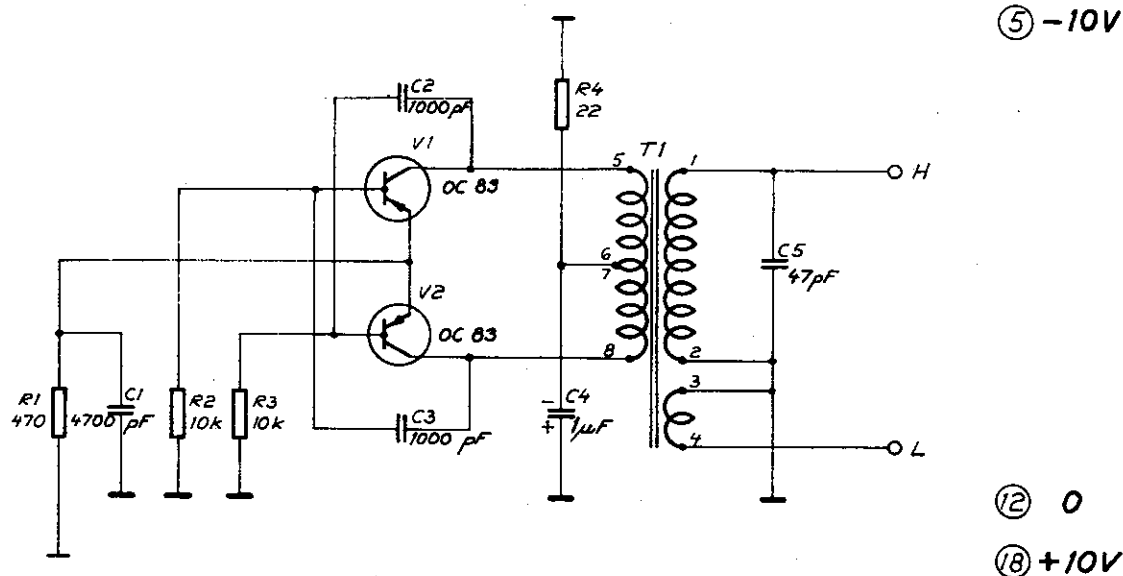 5 -10V
C2
1000pF
R4
22
V1
OC 83
5
T1
1
H
6
7
C5
47pF
V2
OC 83
8
2
3
R1
470
C1
4700 pF
R2
10k
R3
10k
C3
1000 pF
- C4
+ 1µF
4
L
12 0
18 +10V